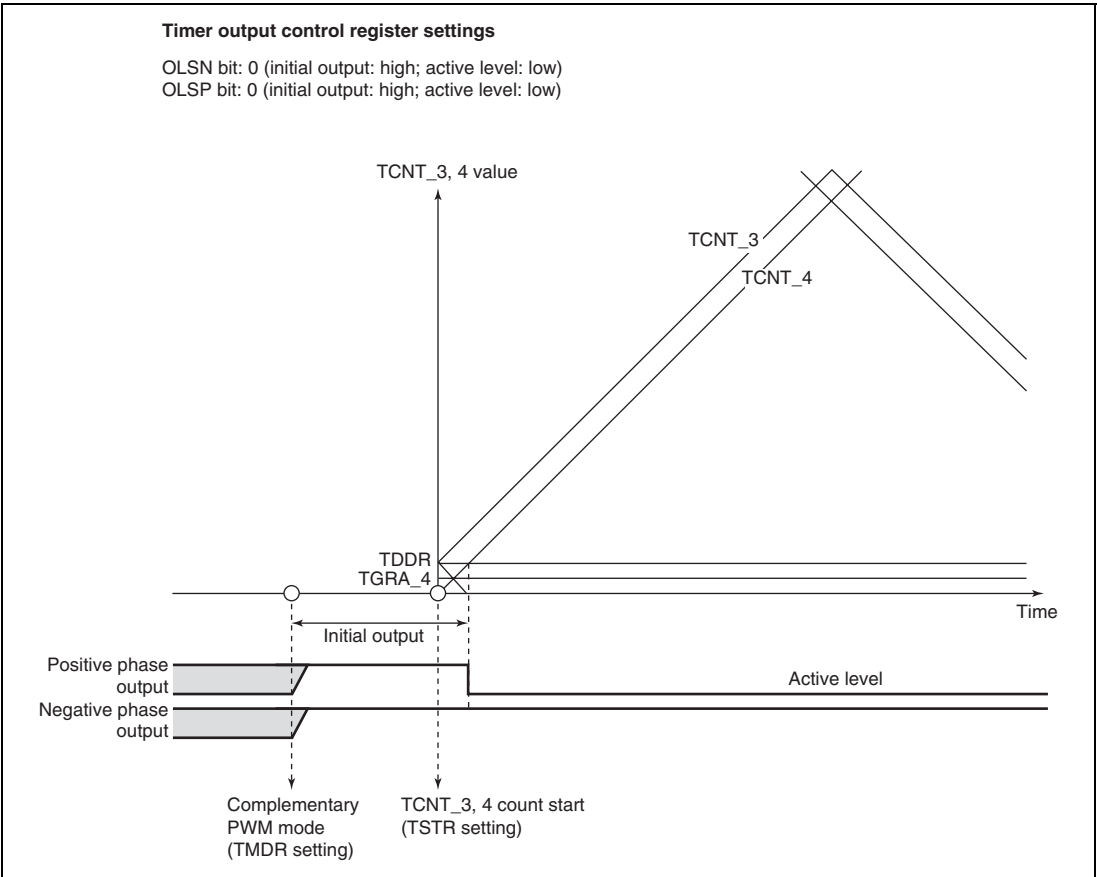 Timer output control register settings
OLSN bit: 0 (initial output: high; active level: low)
OLSP bit: 0 (initial output: high; active level: low)
TCNT_3, 4 value
TCNT_3
TCNT_4
TDDR
TGRA_4
Time
Initial output
Positive phase
output
Active level
Negative phase
output
Complementary
PWM mode
(TMDR setting)
TCNT_3, 4 count start
(TSTR setting)